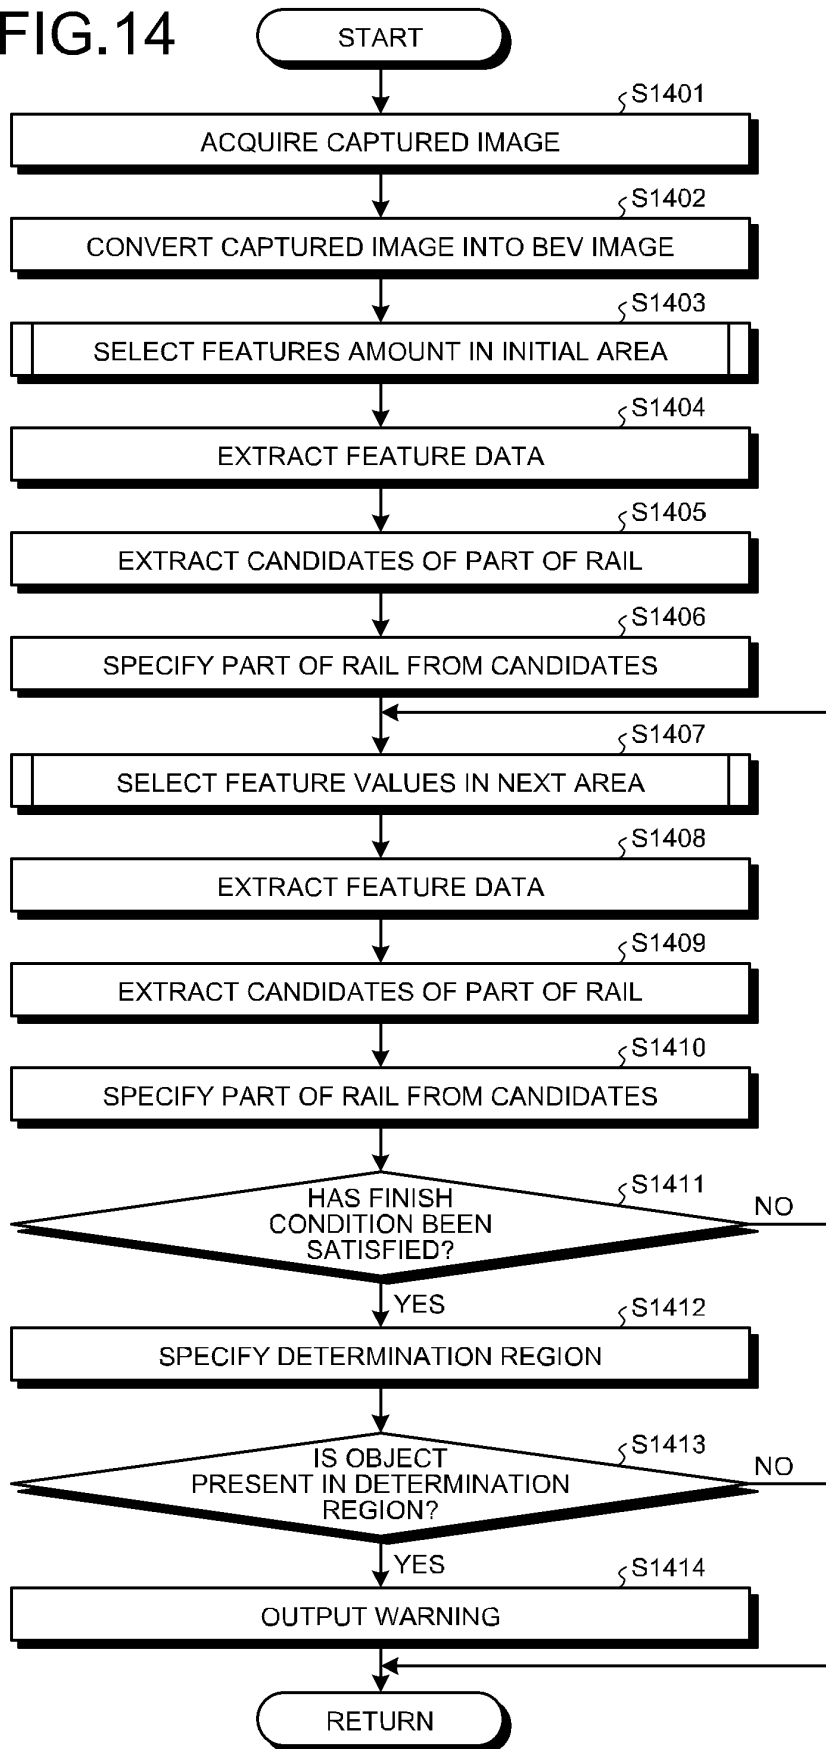 FIG.14
START
S1401
ACQUIRE CAPTURED IMAGE
S1402
CONVERT CAPTURED IMAGE INTO BEV IMAGE
S1403
SELECT FEATURES AMOUNT IN INITIAL AREA
S1404
EXTRACT FEATURE DATA
S1405
EXTRACT CANDIDATES OF PART OF RAIL
S1406
SPECIFY PART OF RAIL FROM CANDIDATES
S1407
SELECT FEATURE VALUES IN NEXT AREA
S1408
EXTRACT FEATURE DATA
S1409
EXTRACT CANDIDATES OF PART OF RAIL
S1410
SPECIFY PART OF RAIL FROM CANDIDATES
S1411
HAS FINISH
CONDITION BEEN
SATISFIED?
NO
YES
S1412
SPECIFY DETERMINATION REGION
S1413
IS OBJECT
PRESENT IN DETERMINATION
REGION?
NO
YES
S1414
OUTPUT WARNING
RETURN